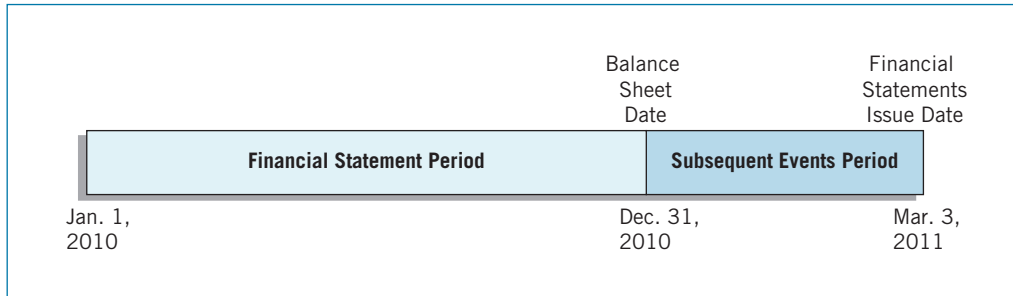 Balance
Sheet
Date
Financial
Statements
Issue Date
Financial Statement Period
Subsequent Events Period
Jan. 1,
2010
Dec. 31,
2010
Mar. 3,
2011